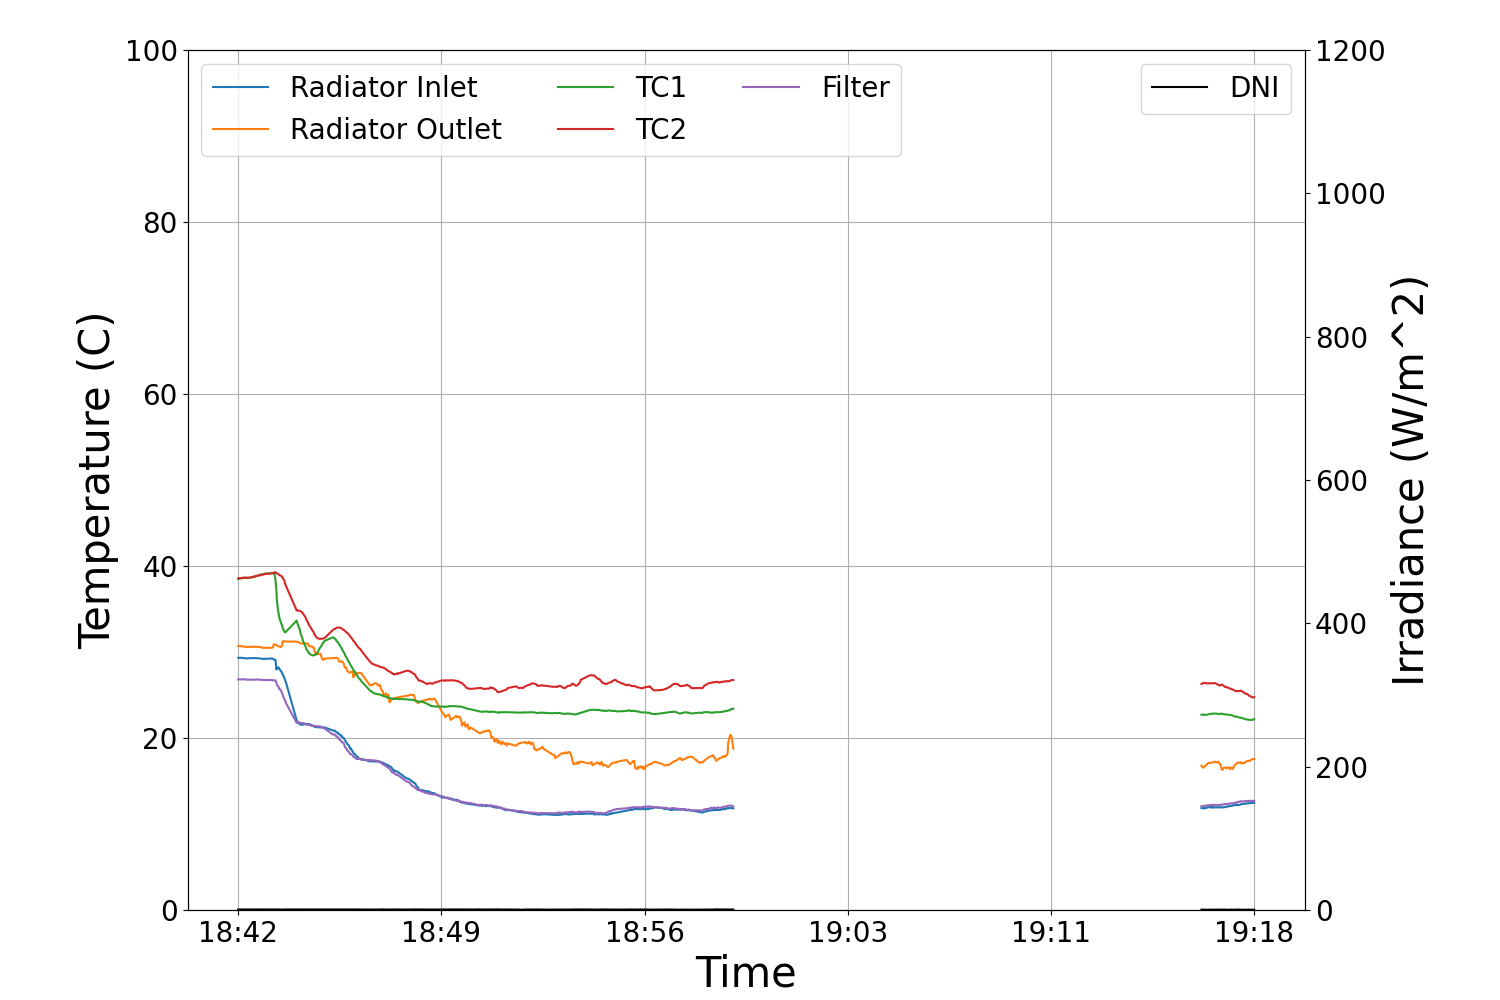 100
80
60
40
20
0
Temperature (C)
Radiator Inlet
Radiator Outlet
TC1
TC2
Filter
DNI
1200
1000
800
600
400
200
0
Irradiance (W/m^2)
18:42
18:49
18:56
19:03
19:11
19:18
Time